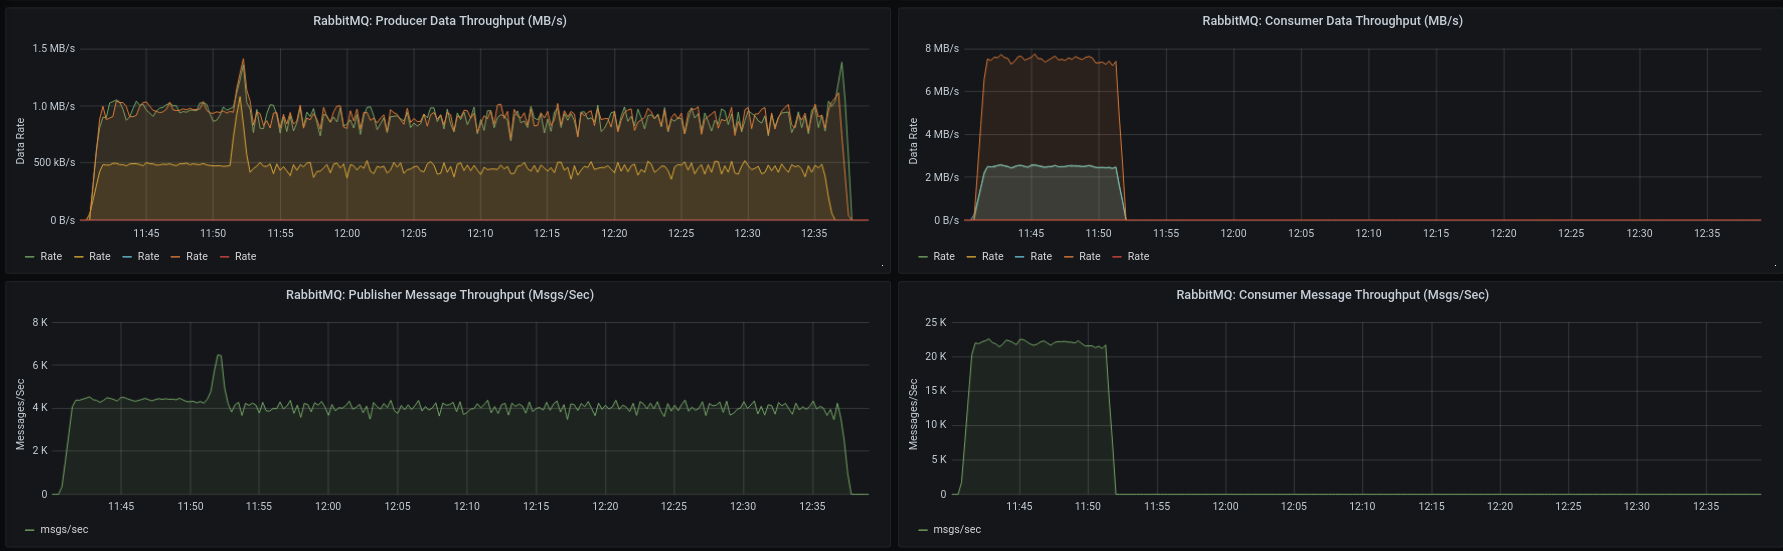 RabbitMQ: Producer Data Throughput (MB/s)
Data Rate
1.5 MB/s
1.0 MB/s
500 kB/s
0 B/s
11:45 11:50 11:55 12:00 12:05 12:10 12:15 12:20 12:25 12:30 12:35
Rate Rate Rate Rate Rate
RabbitMQ: Consumer Data Throughput (MB/s)
Data Rate
8 MB/s
6 MB/s
4 MB/s
2 MB/s
0 B/s
11:45 11:50 11:55 12:00 12:05 12:10 12:15 12:20 12:25 12:30 12:35
Rate Rate Rate Rate Rate
RabbitMQ: Publisher Message Throughput (Msgs/Sec)
Messages/Sec
8 K
6 K
4 K
2 K
0
11:45 11:50 11:55 12:00 12:05 12:10 12:15 12:20 12:25 12:30 12:35
msgs/sec
RabbitMQ: Consumer Message Throughput (Msgs/Sec)
Messages/Sec
25 K
20 K
15 K
10 K
5 K
0
11:45 11:50 11:55 12:00 12:05 12:10 12:15 12:20 12:25 12:30 12:35
msgs/sec